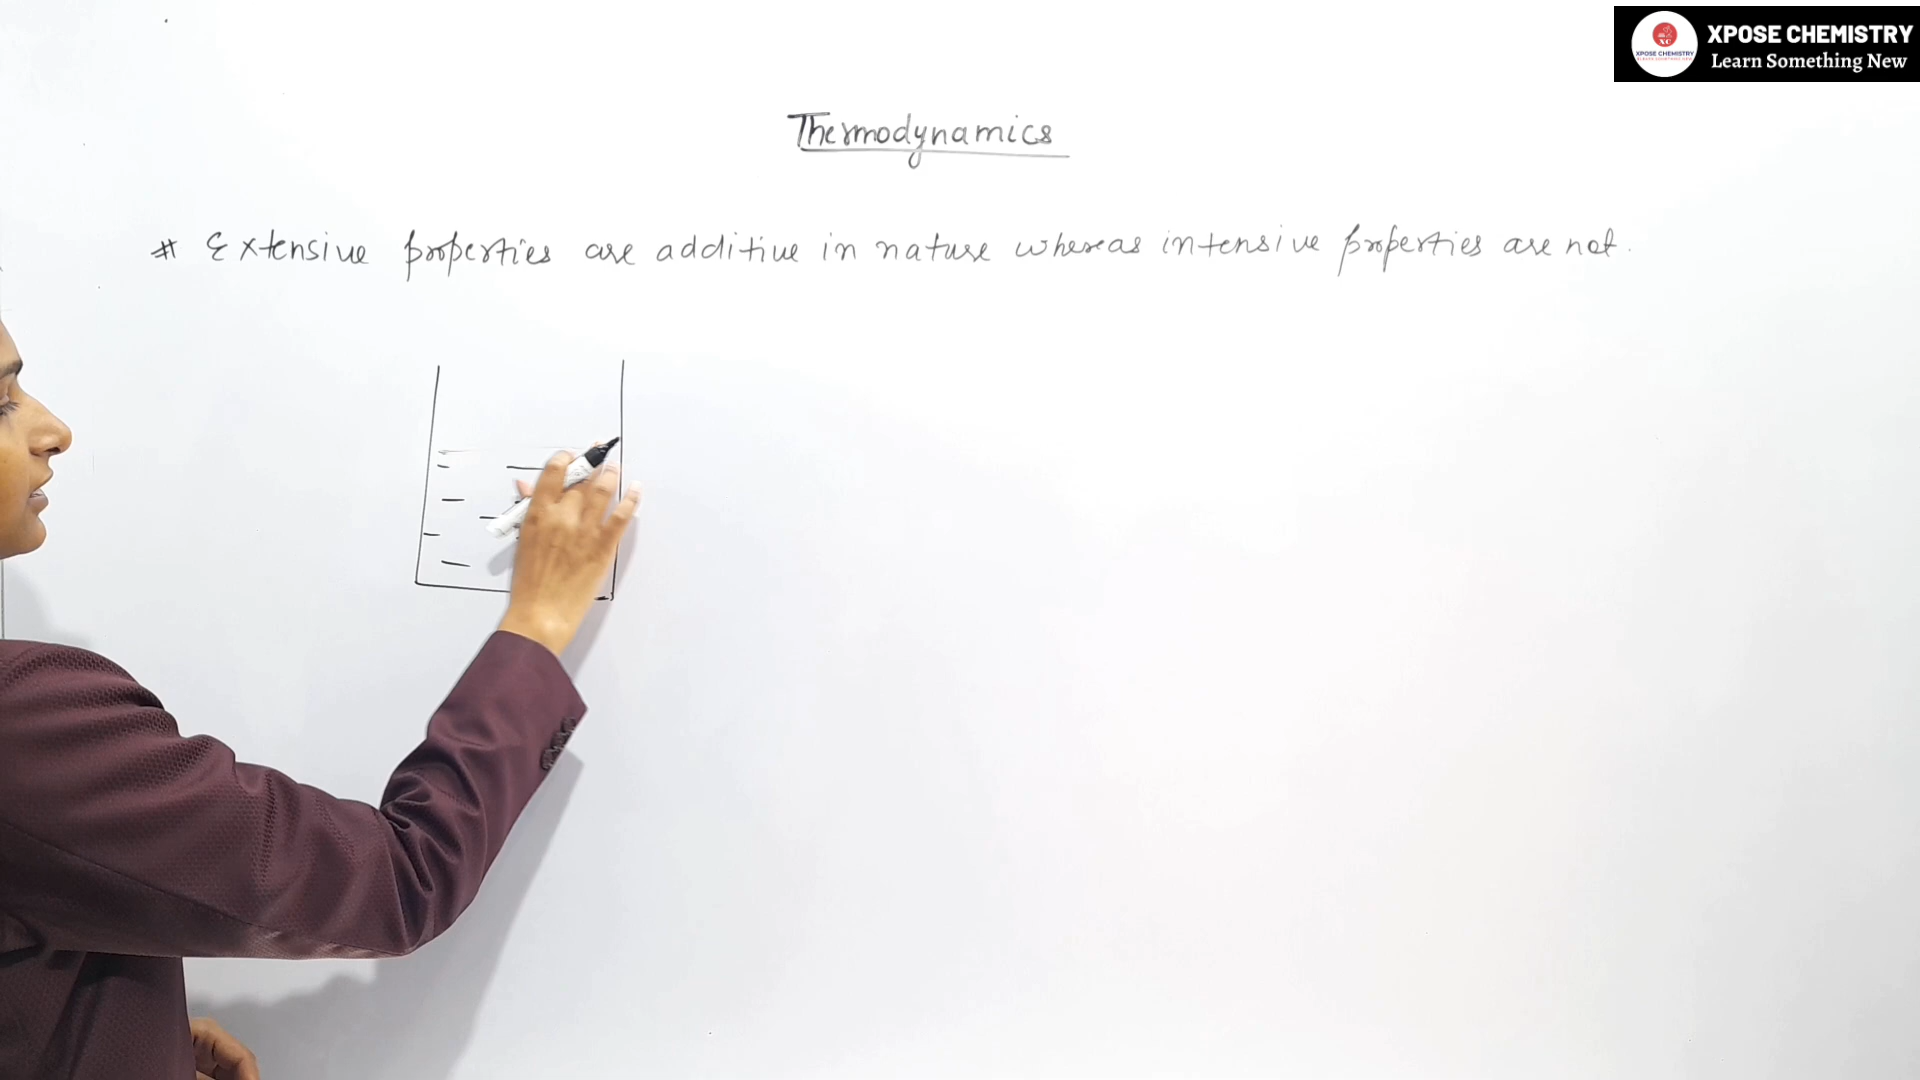 XPOSE CHEMISTRY
Learn Something New
Thermodynamics
# Extensive properties are additive in nature whereas intensive properties are not.